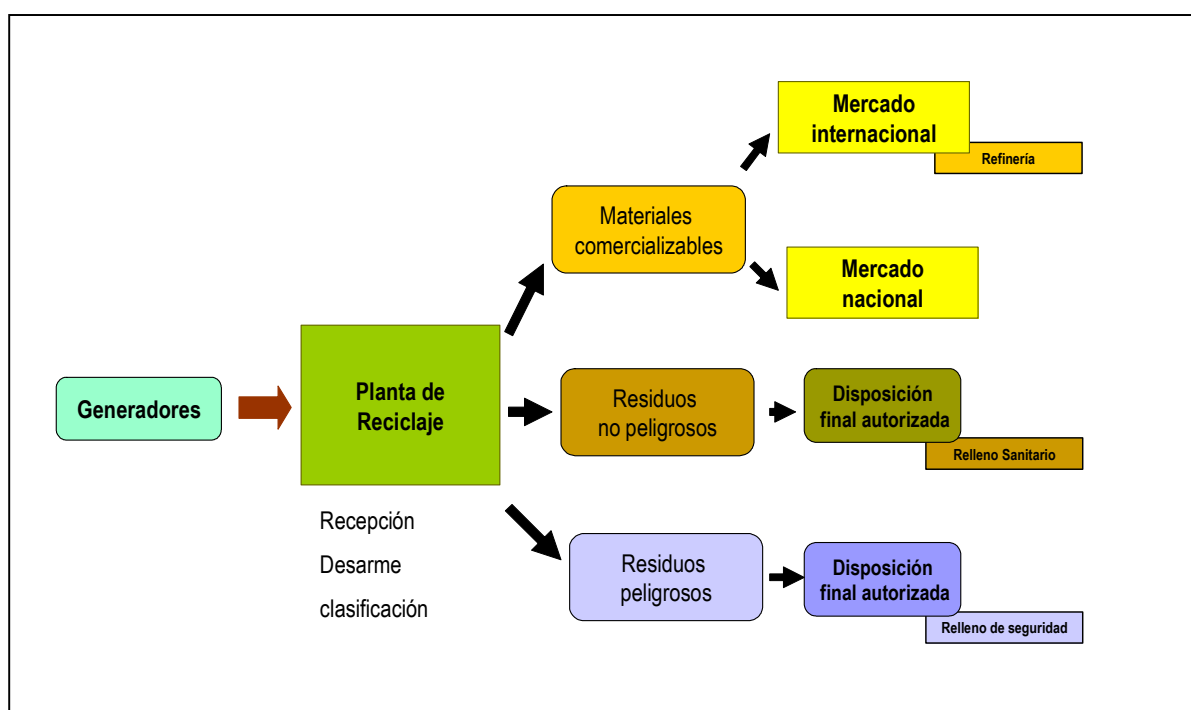 Generadores
Planta de
Reciclaje
Recepción
Desarme
clasificación
Materiales
comercializables
Mercado
internacional
Refinería
Mercado
nacional
Residuos
no peligrosos
Disposición
final autorizada
Relleno Sanitario
Residuos
peligrosos
Disposición
final autorizada
Relleno de seguridad